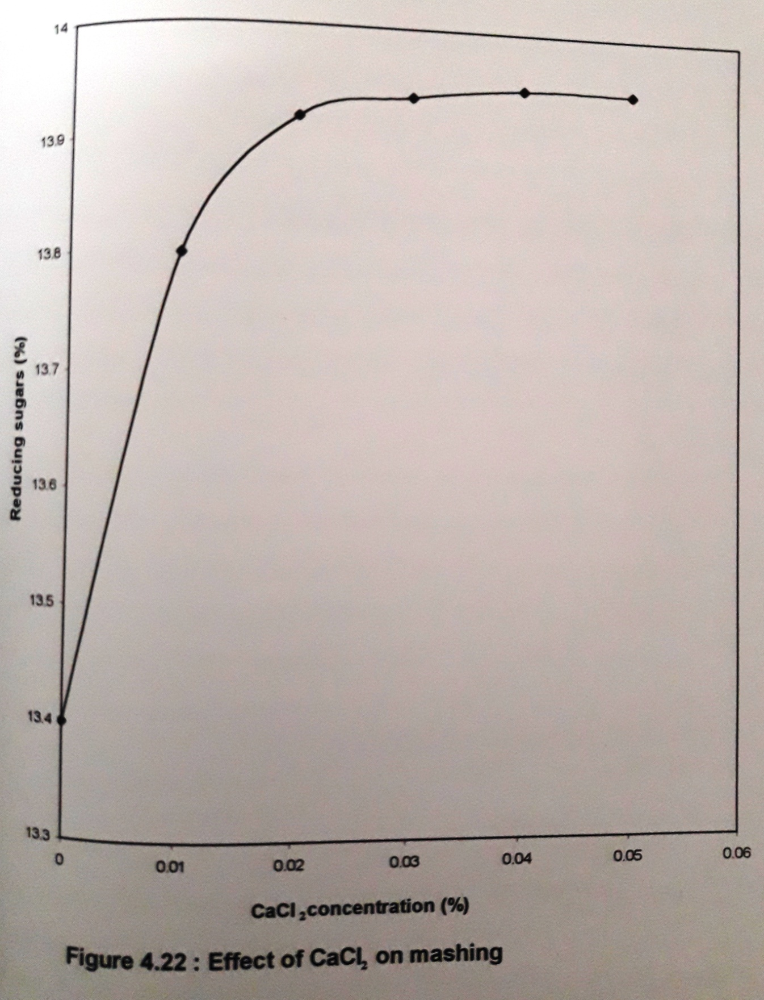 14
13.9
13.8
13.7
13.6
13.5
13.4
13.3
Reducing sugars (%)
0 0.01 0.02 0.03 0.04 0.05 0.06
CaCl₂ concentration (%)
Figure 4.22 : Effect of CaCl₂ on mashing